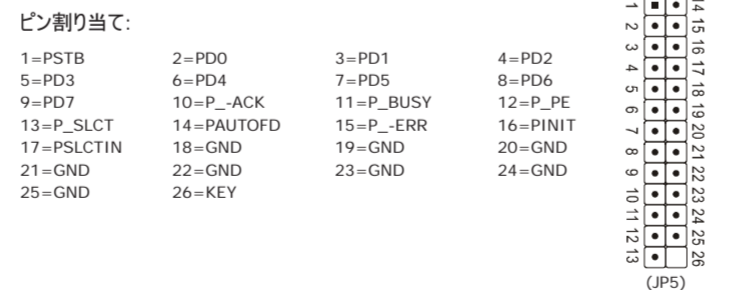 ピン割り当て:
1=PSTB 2=PD0 3=PD1 4=PD2
5=PD3 6=PD4 7=PD5 8=PD6
9=PD7 10=P_-ACK 11=P_BUSY 12=P_PE
13=P_SLCT 14=PAUTOFD 15=P_-ERR 16=PINIT
17=PSLCTIN 18=GND 19=GND 20=GND
21=GND 22=GND 23=GND 24=GND
25=GND 26=KEY
1 2 3 4 5 6 7 8 9 10 11 12 13
14 15 16 17 18 19 20 21 22 23 24 25 26
(JP5)